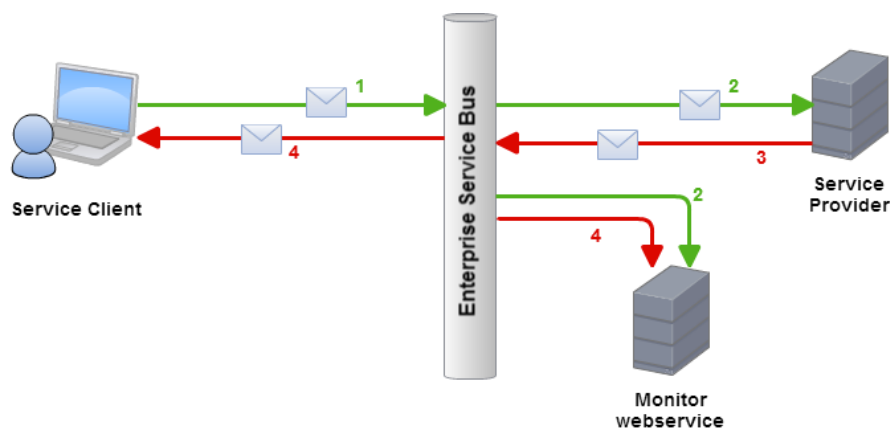 1
2
4
3
Enterprise Service Bus
Service Client
Service
Provider
2
4
Monitor
webservice